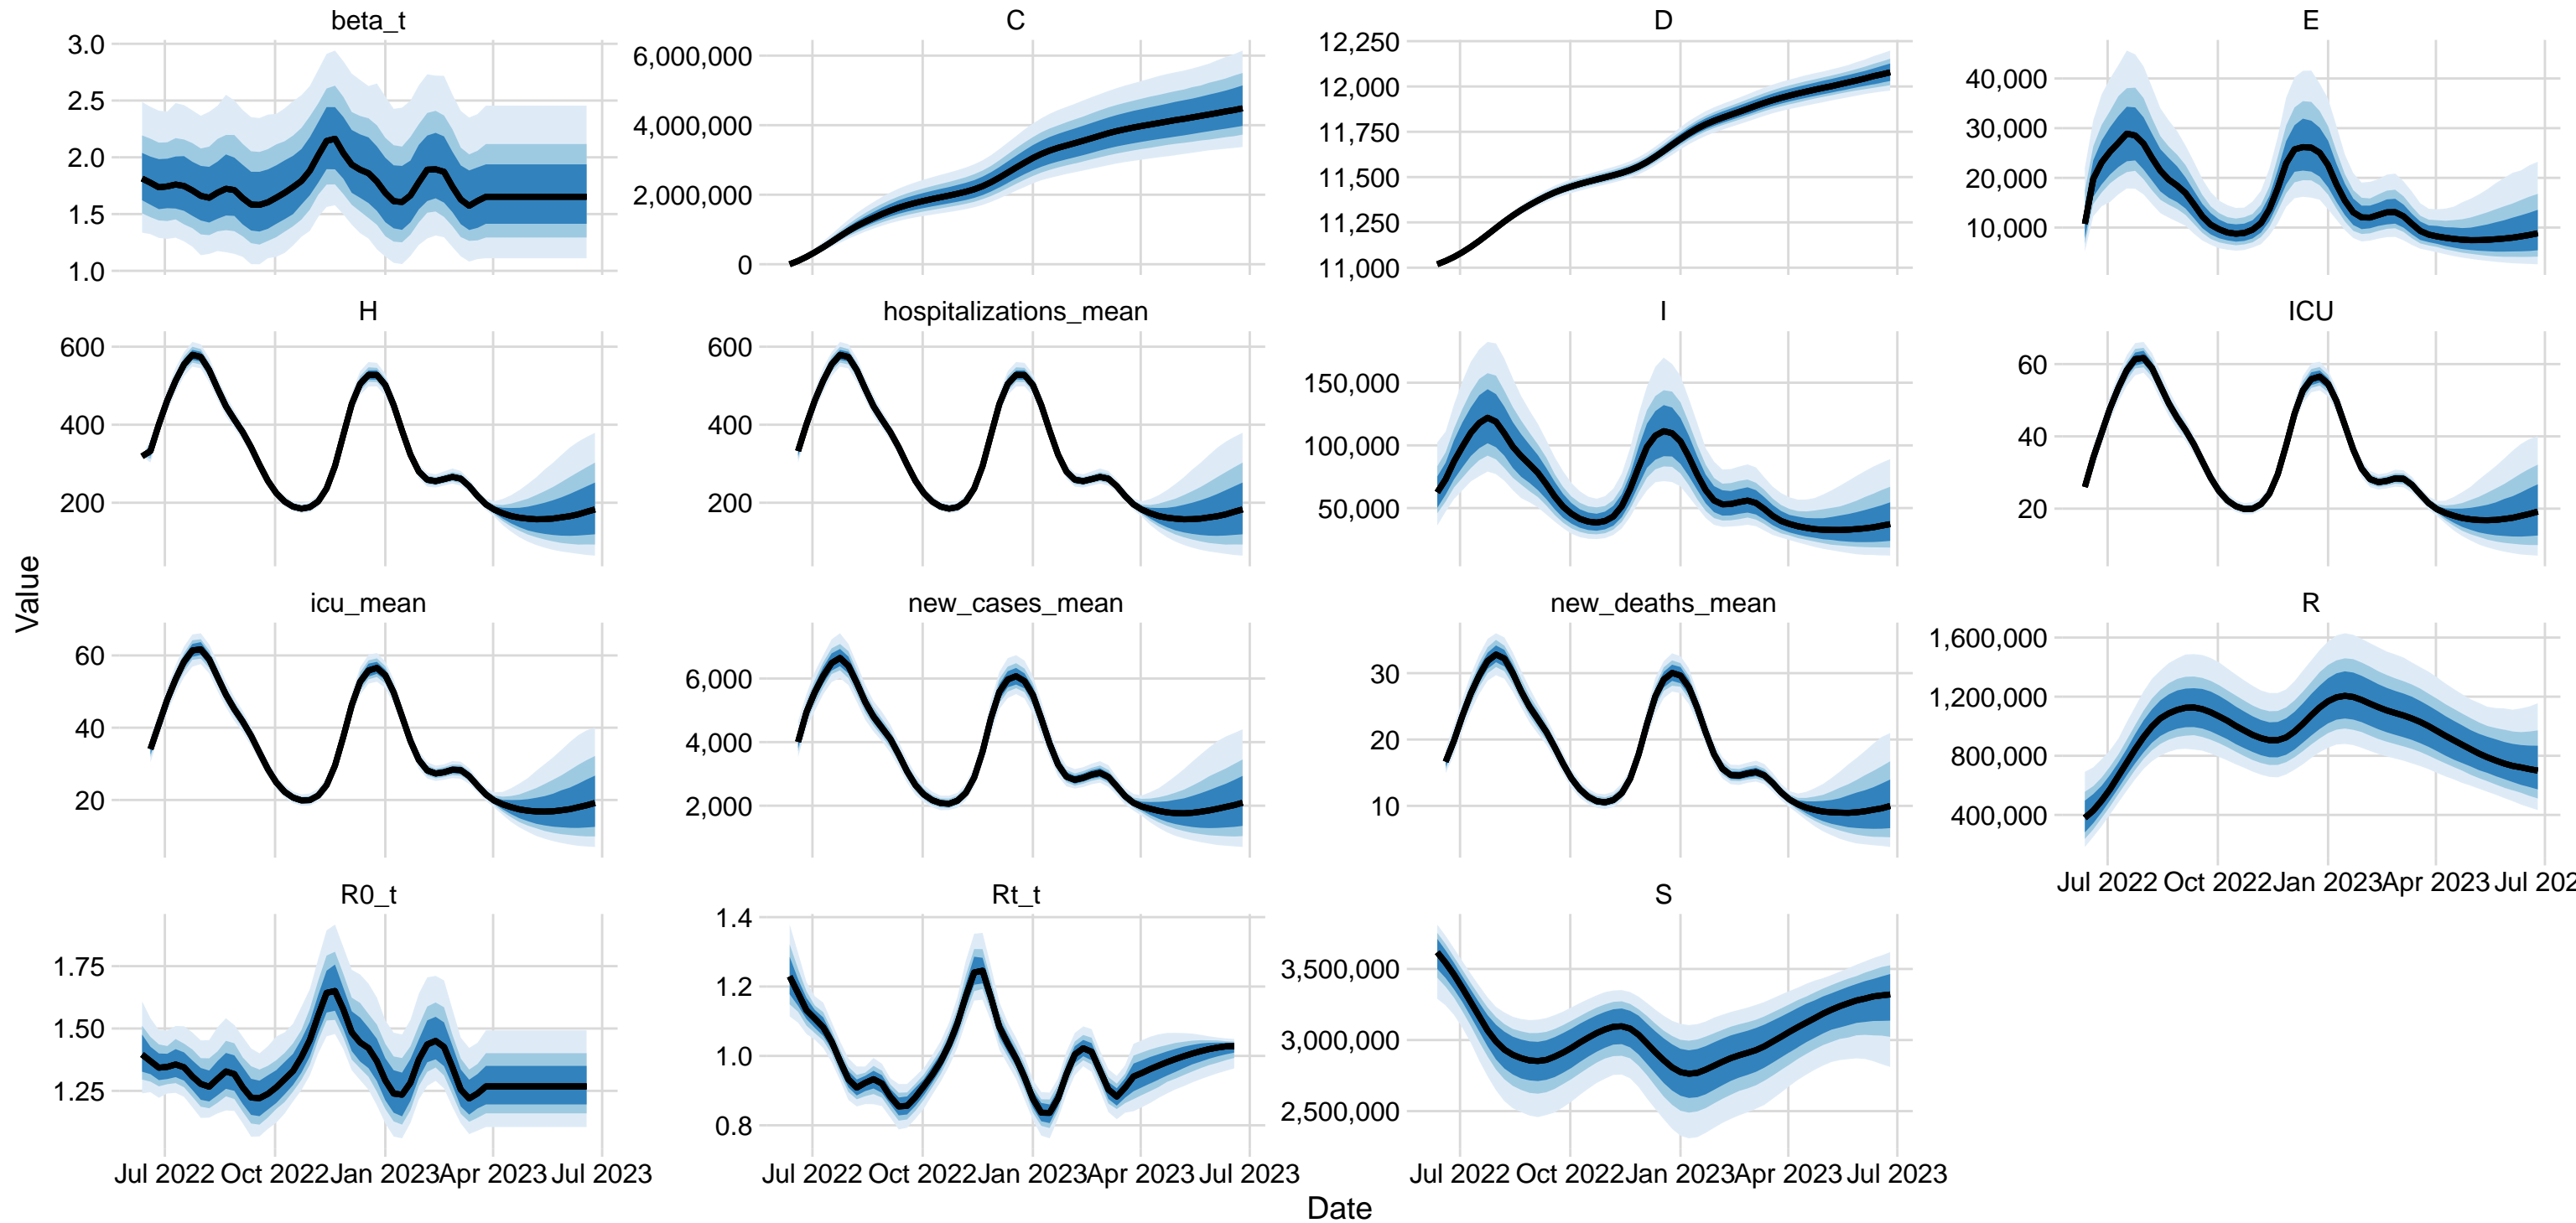 beta_t
C
D
E
3.0
2.5
2.0
1.5
1.0
6,000,000
4,000,000
2,000,000
0
12,250
12,000
11,750
11,500
11,250
11,000
40,000
30,000
20,000
10,000
H
hospitalizations_mean
I
ICU
600
400
200
600
400
200
150,000
100,000
50,000
60
40
20
Value
icu_mean
new_cases_mean
new_deaths_mean
R
60
40
20
6,000
4,000
2,000
30
20
10
1,600,000
1,200,000
800,000
400,000
Jul 2022 Oct 2022 Jan 2023 Apr 2023 Jul 202
R0_t
Rt_t
S
1.75
1.50
1.25
1.4
1.2
1.0
0.8
3,500,000
3,000,000
2,500,000
Jul 2022 Oct 2022 Jan 2023 Apr 2023 Jul 2023
Jul 2022 Oct 2022 Jan 2023 Apr 2023 Jul 2023
Jul 2022 Oct 2022 Jan 2023 Apr 2023 Jul 2023
Date